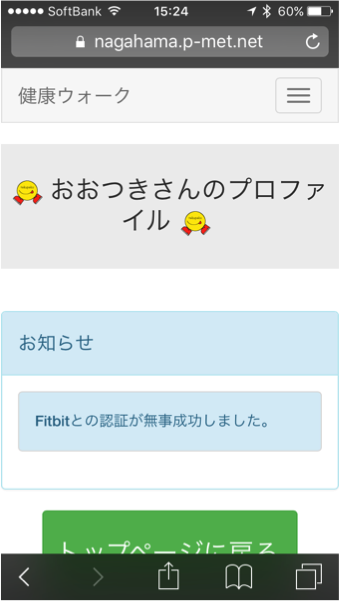 SoftBank 15:24 60%
nagahama.p-met.net
健康ウォーク
おおつきさんのプロファ
イル
お知らせ
Fitbitとの認証が無事成功しました。
トップページに戻る